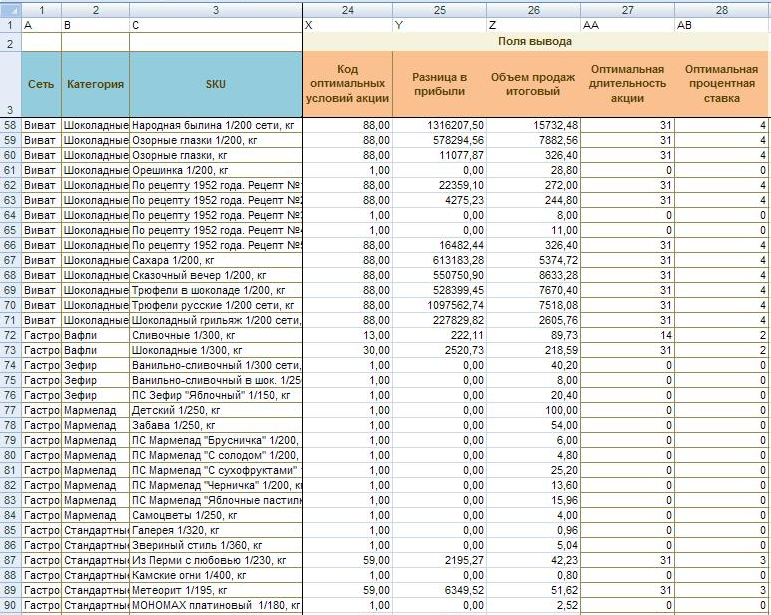 1 2 3 24 25 26 27 28
1 A B C X Y Z AA AB
2 Поля вывода
3 Сеть Категория SKU Код оптимальных условий акции Разница в прибыли Объем продаж итоговый Оптимальная длительность акции Оптимальная процентная ставка
58 Виват Шоколадные Народная былина 1/200 сети, кг 88,00 1316207,50 15732,48 31 4
59 Виват Шоколадные Озорные глазки 1/200, кг 88,00 578294,56 7882,56 31 4
60 Виват Шоколадные Озорные глазки, кг 88,00 11077,87 326,40 31 4
61 Виват Шоколадные Орешинка 1/200, кг 1,00 0,00 28,80 0 0
62 Виват Шоколадные По рецепту 1952 года. Рецепт №1 88,00 22359,10 272,00 31 4
63 Виват Шоколадные По рецепту 1952 года. Рецепт №2 88,00 4275,23 244,80 31 4
64 Виват Шоколадные По рецепту 1952 года. Рецепт №3 1,00 0,00 8,00 0 0
65 Виват Шоколадные По рецепту 1952 года. Рецепт №4 1,00 0,00 11,00 0 0
66 Виват Шоколадные По рецепту 1952 года. Рецепт №5 88,00 16482,44 326,40 31 4
67 Виват Шоколадные Сахара 1/200, кг 88,00 613183,28 5374,72 31 4
68 Виват Шоколадные Сказочный вечер 1/200, кг 88,00 550750,90 8633,28 31 4
69 Виват Шоколадные Трюфели в шоколаде 1/200, кг 88,00 528399,45 7670,40 31 4
70 Виват Шоколадные Трюфели русские 1/200 сети, кг 88,00 1097562,74 7518,08 31 4
71 Виват Шоколадные Шоколадный грильяж 1/200 сети, 88,00 227829,82 2605,76 31 4
72 Гастро Вафли Сливочные 1/300, кг 13,00 222,11 89,73 14 2
73 Гастро Вафли Шоколадные 1/300, кг 30,00 2520,73 218,59 31 2
74 Гастро Зефир Ванильно-сливочный 1/300 сети, 1,00 0,00 40,20 0 0
75 Гастро Зефир Ванильно-сливочный в шок. 1/25 1,00 0,00 8,00 0 0
76 Гастро Зефир ПС Зефир "Яблочный" 1/150, кг 1,00 0,00 20,40 0 0
77 Гастро Мармелад Детский 1/250, кг 1,00 0,00 100,00 0 0
78 Гастро Мармелад Забава 1/250, кг 1,00 0,00 54,00 0 0
79 Гастро Мармелад ПС Мармелад "Брусничка" 1/200, 1,00 0,00 6,00 0 0
80 Гастро Мармелад ПС Мармелад "С солодом" 1/200, 1,00 0,00 4,80 0 0
81 Гастро Мармелад ПС Мармелад "С сухофруктами" 1,00 0,00 25,20 0 0
82 Гастро Мармелад ПС Мармелад "Черничка" 1/200, к 1,00 0,00 13,60 0 0
83 Гастро Мармелад ПС Мармелад "Яблочные пастил 1,00 0,00 15,96 0 0
84 Гастро Мармелад Самоцветы 1/250, кг 1,00 0,00 4,00 0 0
85 Гастро Стандартны Галерея 1/320, кг 1,00 0,00 0,96 0 0
86 Гастро Стандартны Звериный стиль 1/360, кг 1,00 0,00 5,04 0 0
87 Гастро Стандартны Из Перми с любовью 1/230, кг 59,00 2195,27 42,23 31 3
88 Гастро Стандартны Камские огни 1/400, кг 1,00 0,00 0,80 0 0
89 Гастро Стандартны Метеорит 1/195, кг 59,00 6349,52 51,62 31 3
90 Гастро Стандартны МОНОМАХ платиновый 1/180, кг 1,00 0,00 2,52 0 0